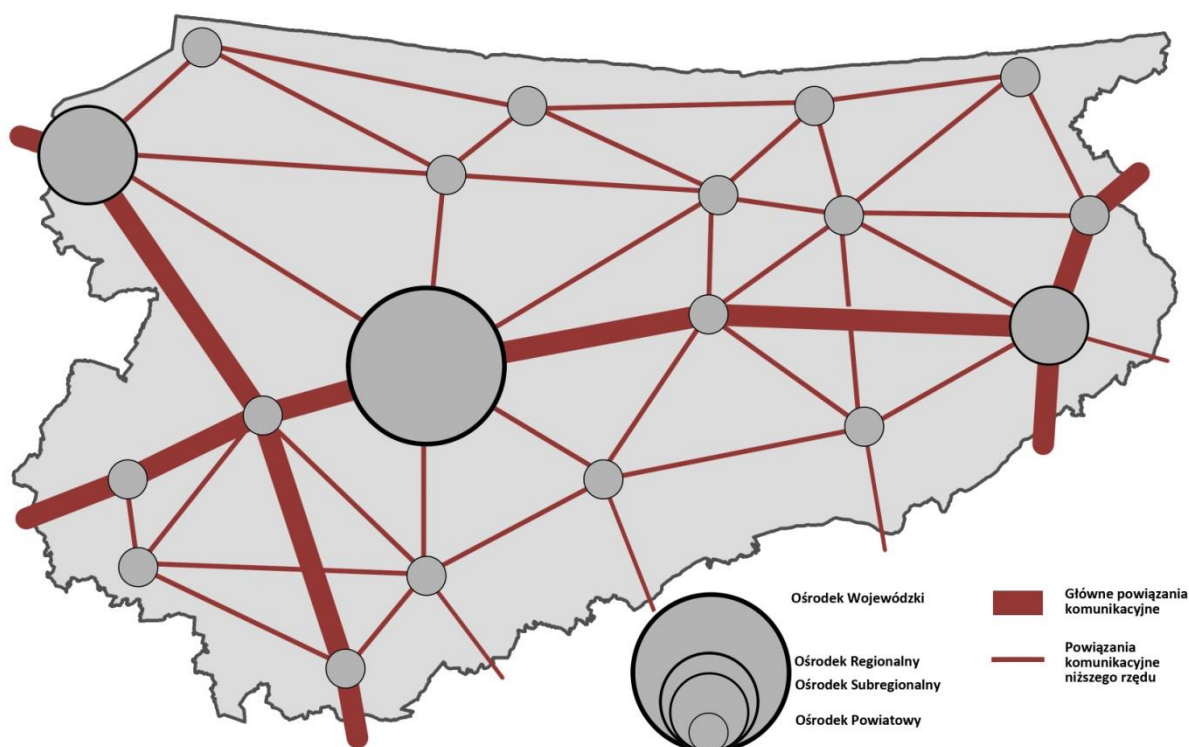 Ośrodek Wojewódzki
Ośrodek Regionalny
Ośrodek Subregionalny
Ośrodek Powiatowy
Główne powiązania
komunikacyjne
Powiązania
komunikacyjne
niższego rzędu